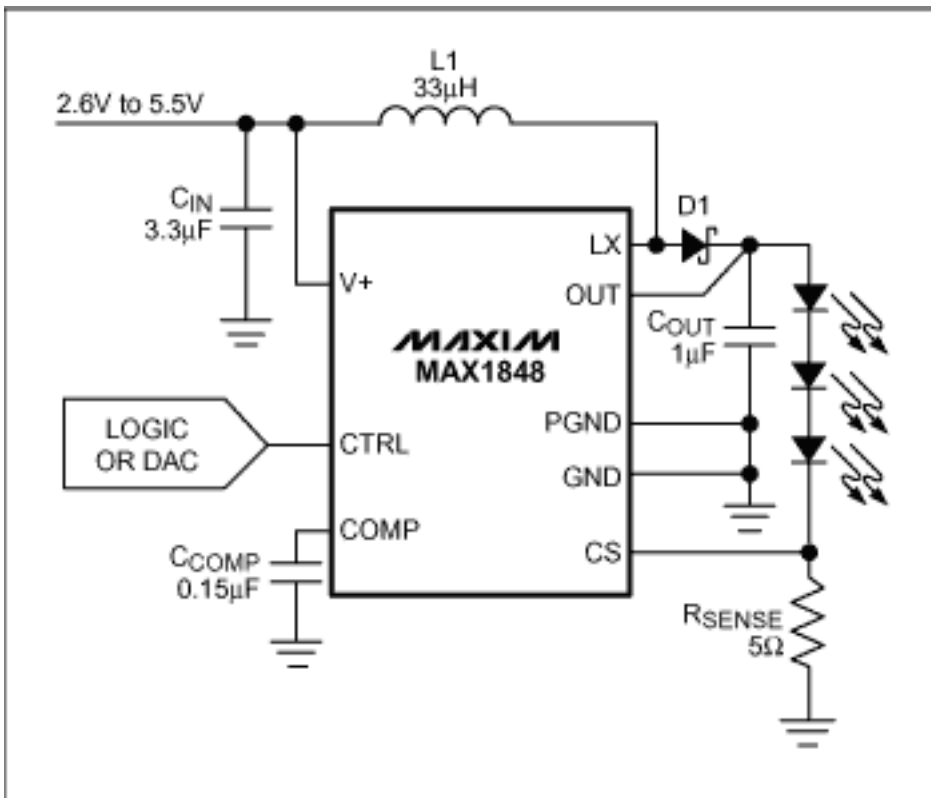 L1
33µH
2.6V to 5.5V
CIN
3.3µF
D1
LX
V+
OUT
COUT
1µF
MAXIM
MAX1848
PGND
LOGIC
OR DAC
CTRL
GND
COMP
CS
CCOMP
0.15µF
RSENSE
5Ω